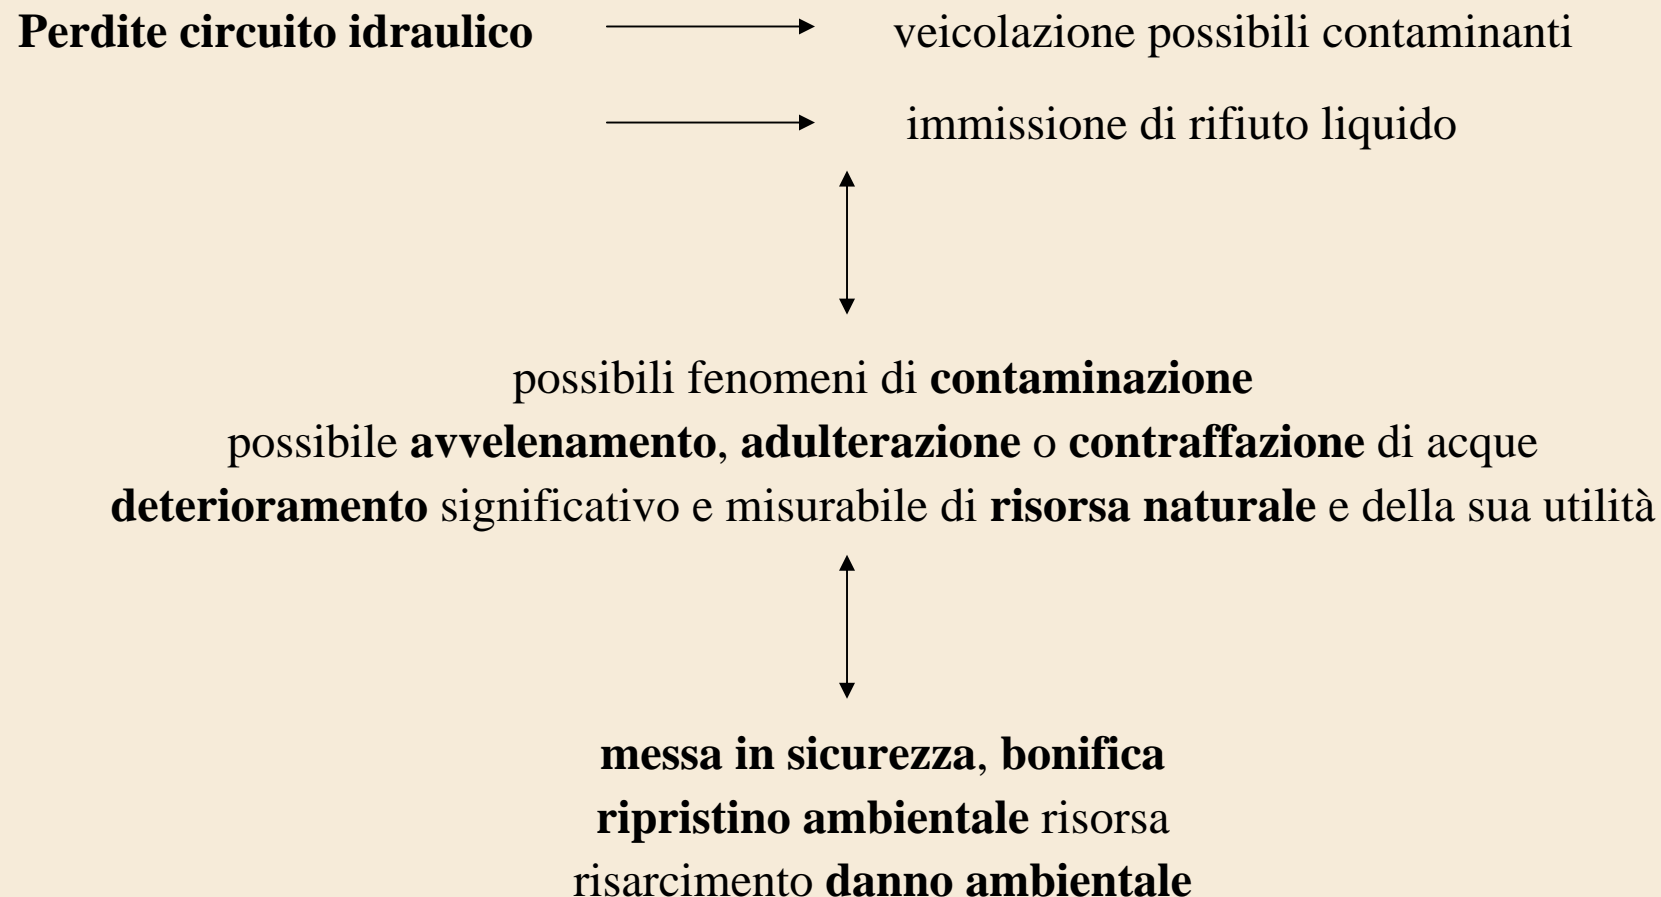 Perdite circuito idraulico veicolazione possibili contaminanti
immissione di rifiuto liquido
possibili fenomeni di contaminazione
possibile avvelenamento, adulterazione o contraffazione di acque
deterioramento significativo e misurabile di risorsa naturale e della sua utilità
messa in sicurezza, bonifica
ripristino ambientale risorsa
risarcimento danno ambientale